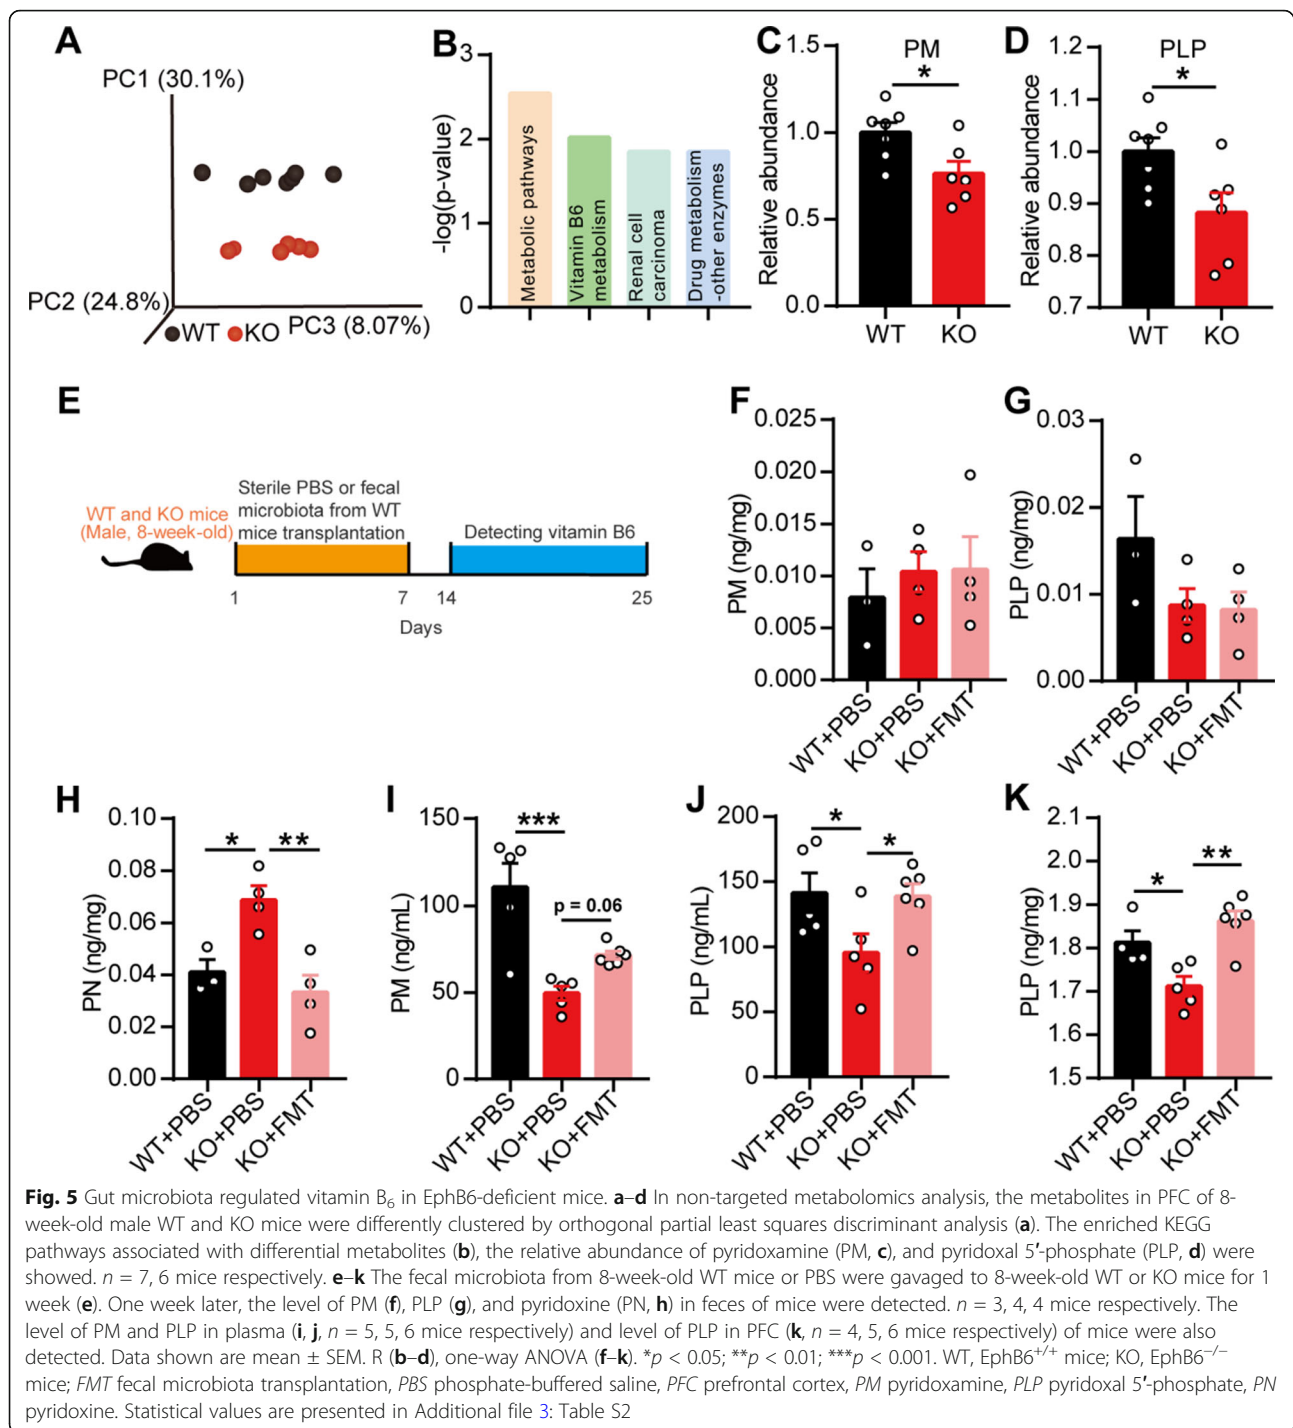 A
PC1 (30.1%)
PC2 (24.8%)
PC3 (8.07%)
WT KO
B
-log(p-value)
3
2
1
0
Metabolic pathways
Vitamin B6
metabolism
Renal cell
carcinoma
Drug metabolism
-other enzymes
C
PM
*
Relative abundance
1.5
1.0
0.5
0.0
WT KO
D
PLP
*
Relative abundance
1.2
1.1
1.0
0.9
0.8
0.7
WT KO
E
WT and KO mice
(Male, 8-week-old)
Sterile PBS or fecal
microbiota from WT
mice transplantation
Detecting vitamin B6
1 7 14 25
Days
F
PM (ng/mg)
0.025
0.020
0.015
0.010
0.005
0.000
WT+PBS
KO+PBS
KO+FMT
G
PLP (ng/mg)
0.03
0.02
0.01
0.00
WT+PBS
KO+PBS
KO+FMT
H
PN (ng/mg)
0.10
0.08
0.06
0.04
0.02
0.00
* **
WT+PBS
KO+PBS
KO+FMT
I
PM (ng/mL)
150
100
50
0
***
p = 0.06
WT+PBS
KO+PBS
KO+FMT
J
PLP (ng/mL)
200
150
100
50
0
* *
WT+PBS
KO+PBS
KO+FMT
K
PLP (ng/mg)
2.1
2.0
1.9
1.8
1.7
1.6
1.5
* **
WT+PBS
KO+PBS
KO+FMT
Fig. 5 Gut microbiota regulated vitamin B₆ in EphB6-deficient mice. a–d In non-targeted metabolomics analysis, the metabolites in PFC of 8-
week-old male WT and KO mice were differently clustered by orthogonal partial least squares discriminant analysis (a). The enriched KEGG
pathways associated with differential metabolites (b), the relative abundance of pyridoxamine (PM, c), and pyridoxal 5′-phosphate (PLP, d) were
showed. n = 7, 6 mice respectively. e–k The fecal microbiota from 8-week-old WT mice or PBS were gavaged to 8-week-old WT or KO mice for 1
week (e). One week later, the level of PM (f), PLP (g), and pyridoxine (PN, h) in feces of mice were detected. n = 3, 4, 4 mice respectively. The
level of PM and PLP in plasma (i, j, n = 5, 5, 6 mice respectively) and level of PLP in PFC (k, n = 4, 5, 6 mice respectively) of mice were also
detected. Data shown are mean ± SEM. R (b–d), one-way ANOVA (f–k). *p < 0.05; **p < 0.01; ***p < 0.001. WT, EphB6⁺/⁺ mice; KO, EphB6⁻/⁻
mice; FMT fecal microbiota transplantation, PBS phosphate-buffered saline, PFC prefrontal cortex, PM pyridoxamine, PLP pyridoxal 5′-phosphate, PN
pyridoxine. Statistical values are presented in Additional file 3: Table S2